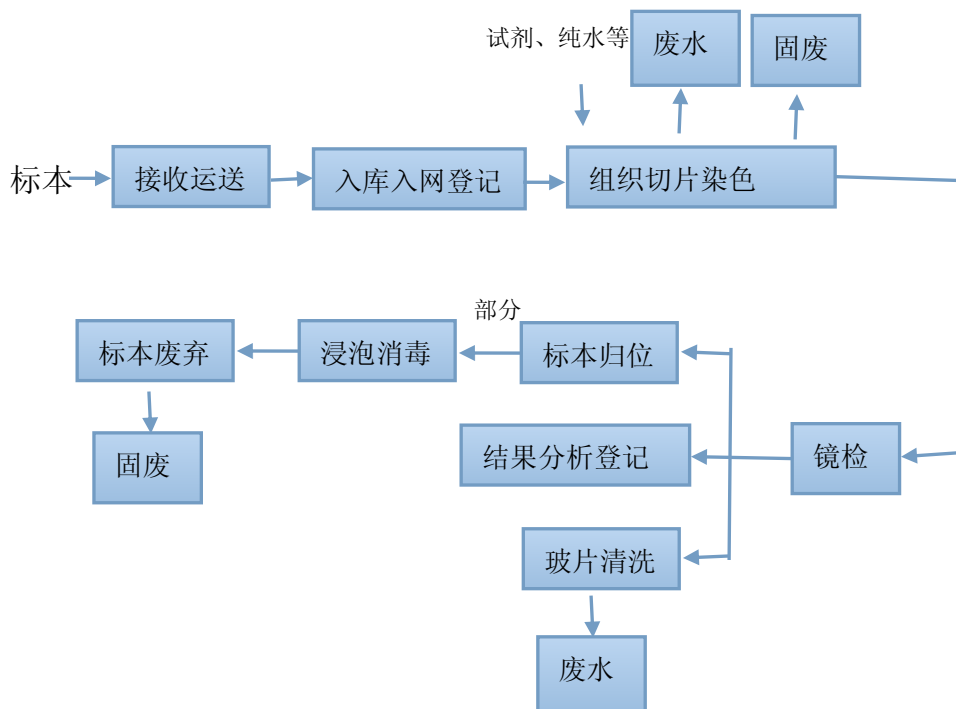 试剂、纯水等
废水
固废
标本
接收运送
入库入网登记
组织切片染色
部分
标本废弃
浸泡消毒
标本归位
固废
结果分析登记
镜检
玻片清洗
废水